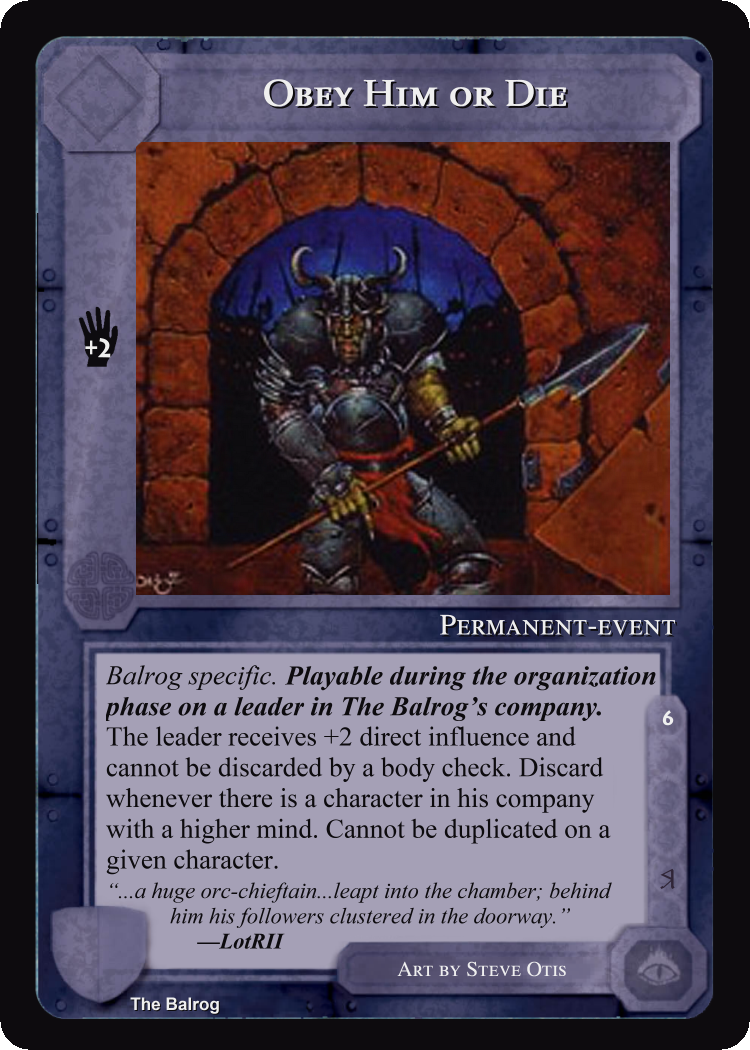 Obey Him or Die
+2
Permanent-event
Balrog specific. Playable during the organization
phase on a leader in The Balrog's company.
The leader receives +2 direct influence and
cannot be discarded by a body check. Discard
whenever there is a character in his company
with a higher mind. Cannot be duplicated on a
given character.
"...a huge orc-chieftain...leapt into the chamber; behind
him his followers clustered in the doorway."
—LotRII
6
Art by Steve Otis
The Balrog